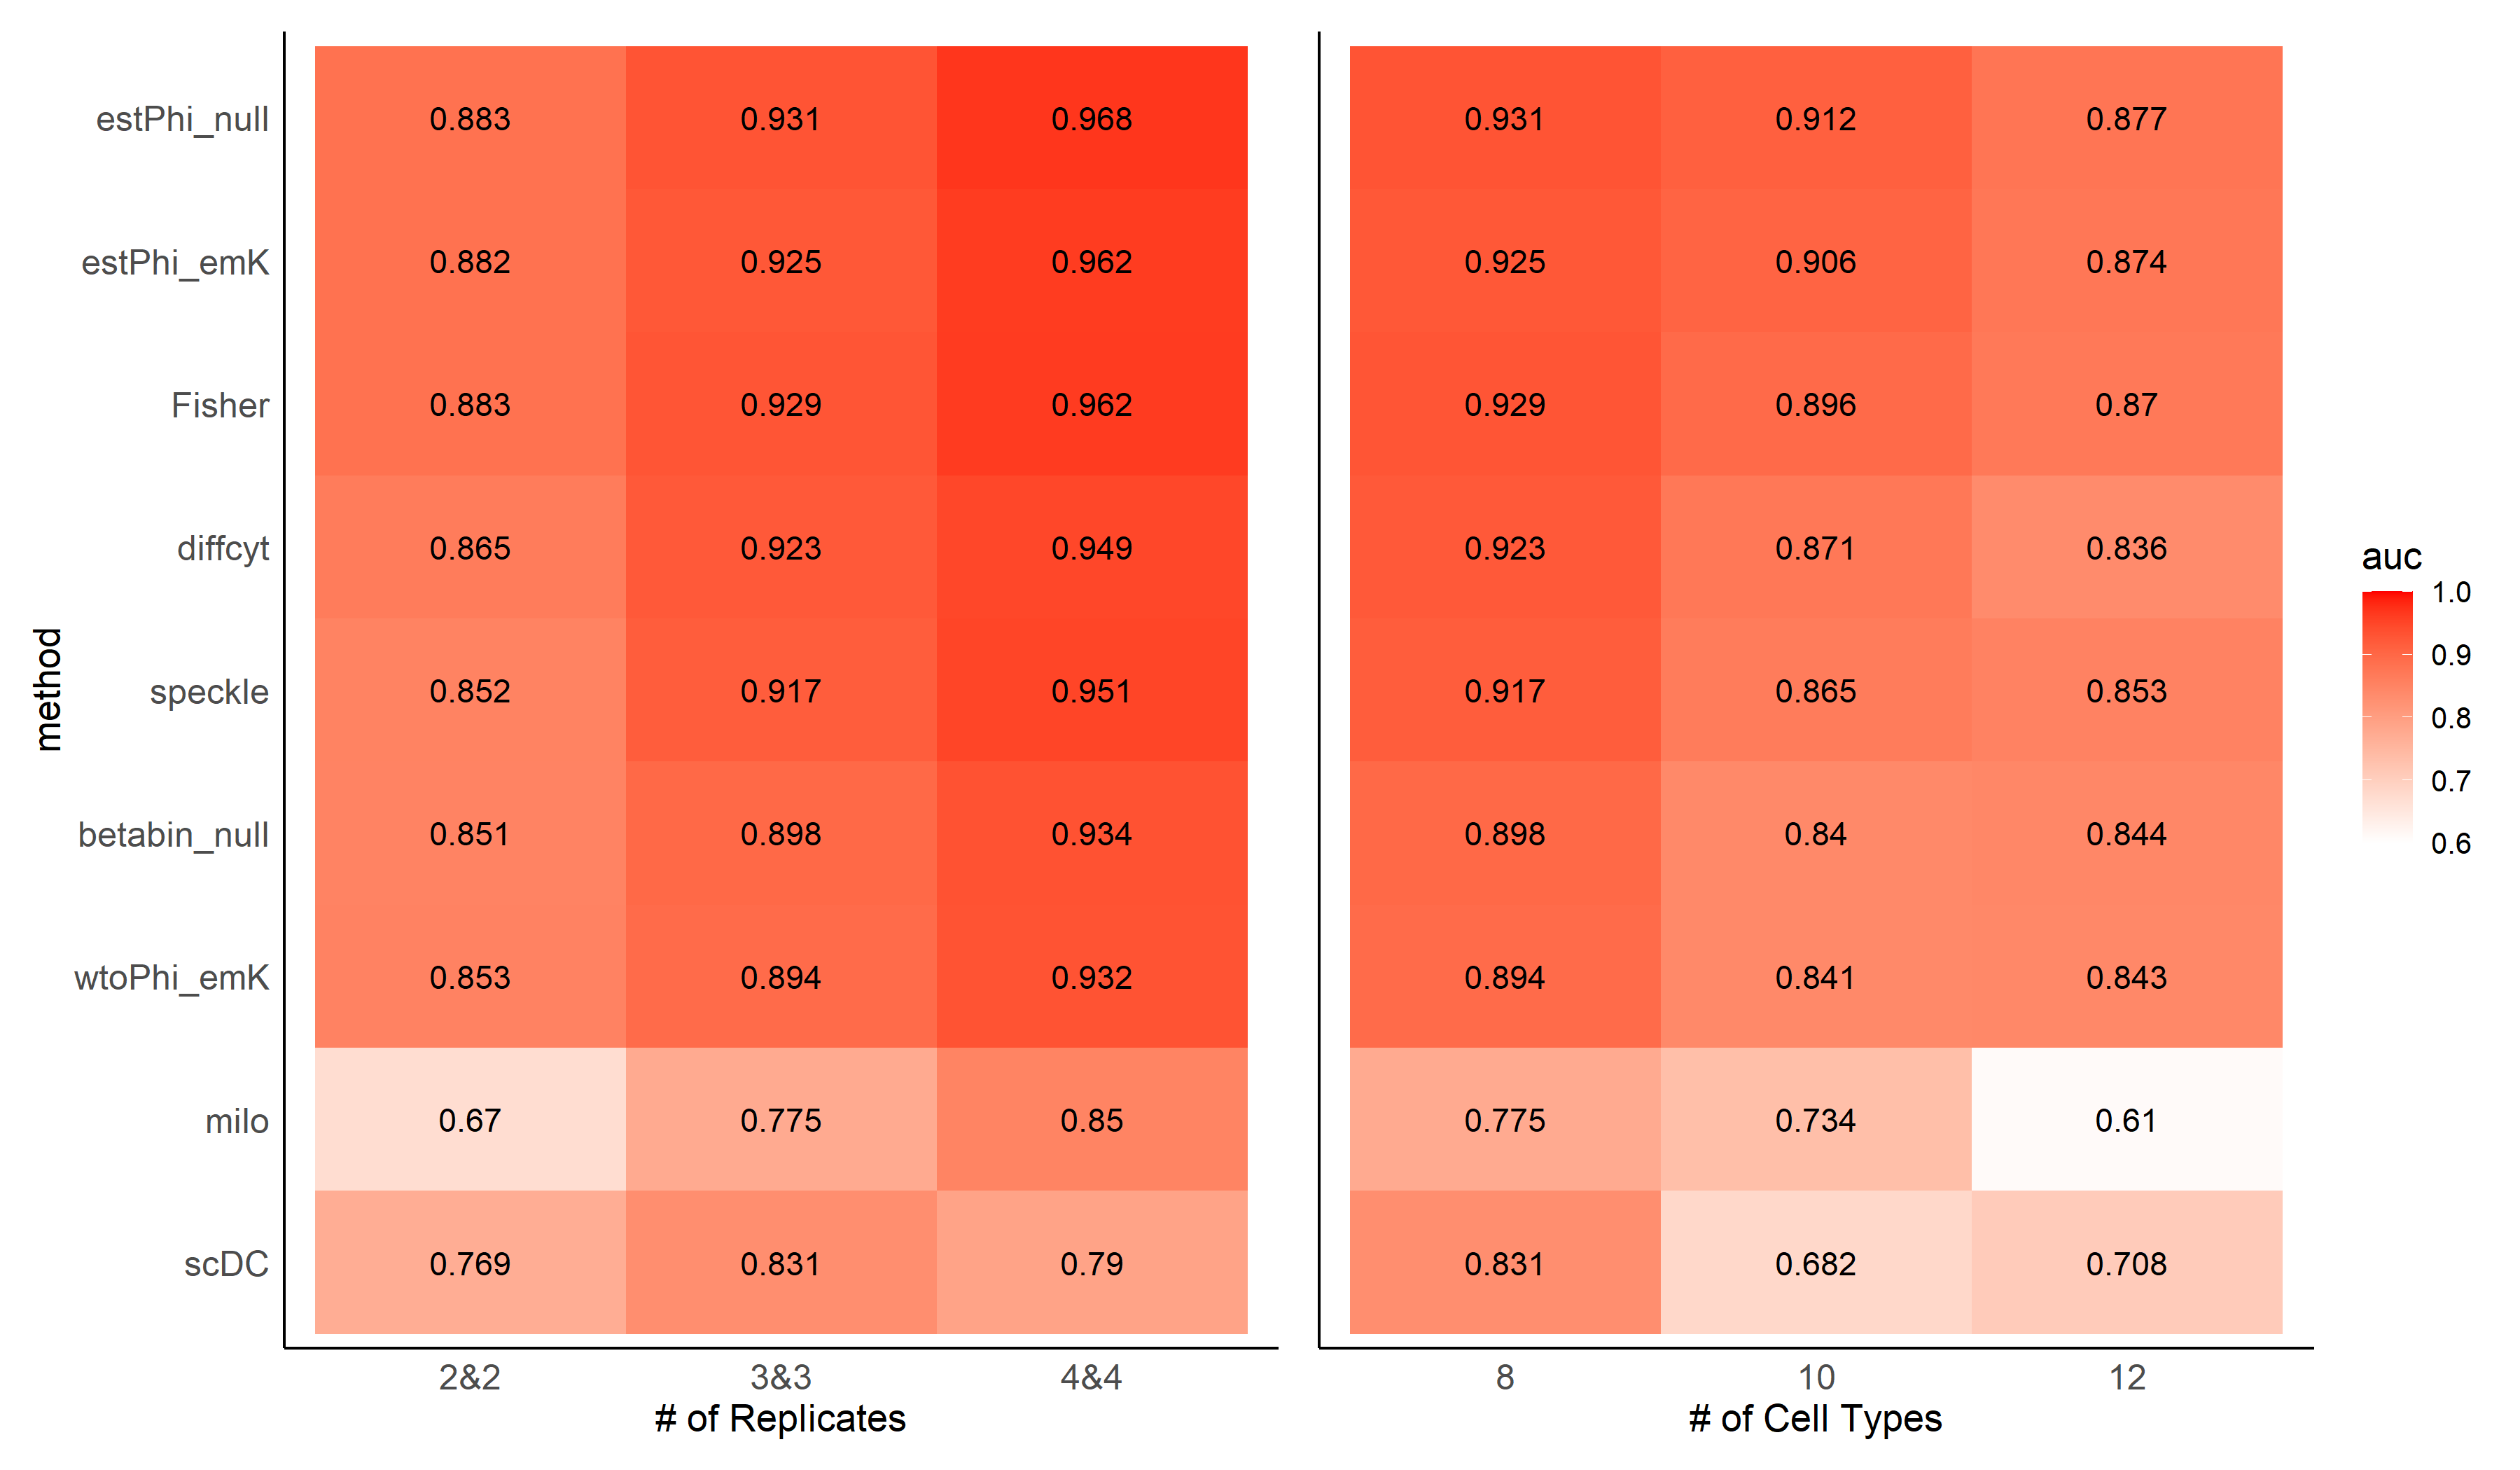 estPhi_null 0.883 0.931 0.968 0.931 0.912 0.877
estPhi_emK 0.882 0.925 0.962 0.925 0.906 0.874
Fisher 0.883 0.929 0.962 0.929 0.896 0.87
diffcyt 0.865 0.923 0.949 0.923 0.871 0.836
speckle 0.852 0.917 0.951 0.917 0.865 0.853
betabin_null 0.851 0.898 0.934 0.898 0.84 0.844
wtoPhi_emK 0.853 0.894 0.932 0.894 0.841 0.843
milo 0.67 0.775 0.85 0.775 0.734 0.61
scDC 0.769 0.831 0.79 0.831 0.682 0.708
2&2 3&3 4&4 8 10 12
# of Replicates # of Cell Types
method
auc
1.0
0.9
0.8
0.7
0.6